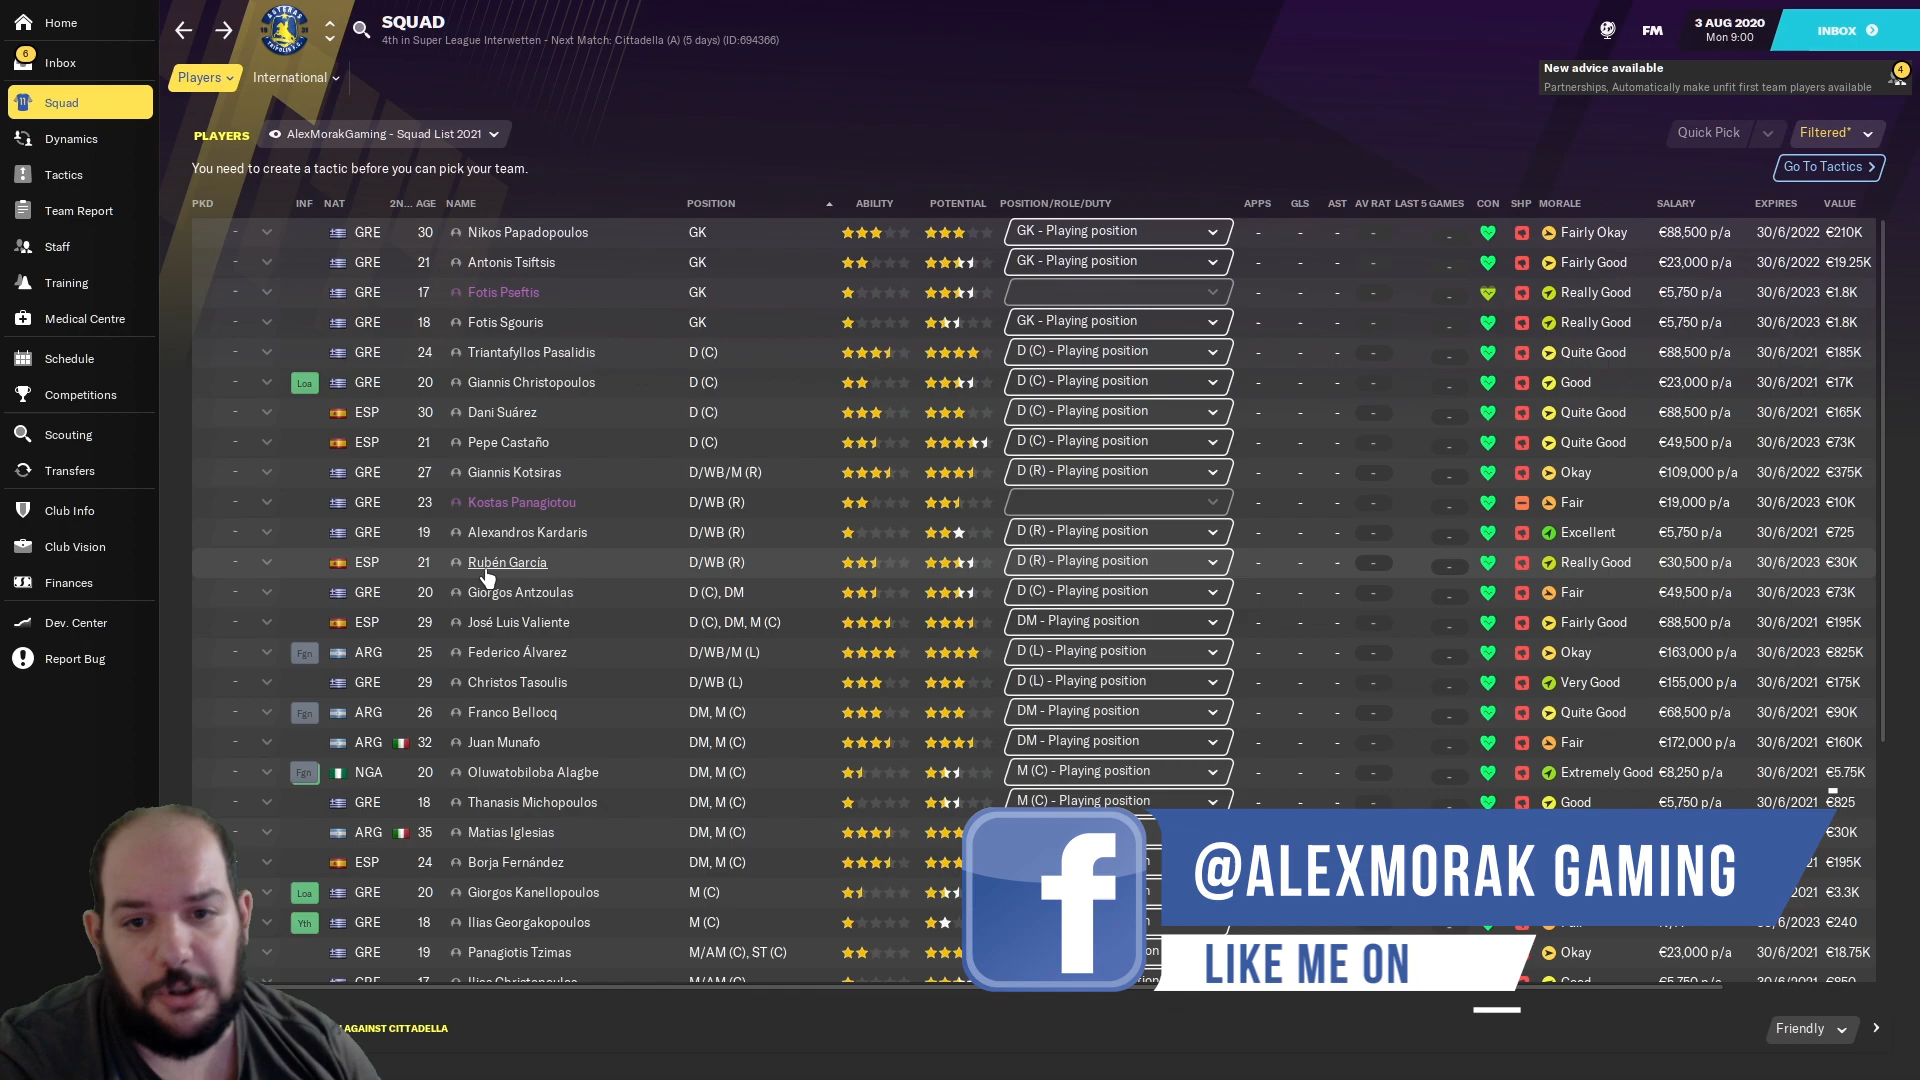 Home
6
Inbox
Squad
Dynamics
Tactics
Team Report
Staff
Training
Medical Centre
Schedule
Competitions
Scouting
Transfers
Club Info
Club Vision
Finances
Dev. Center
Report Bug
SQUAD
4th in Super League Interwetten - Next Match: Cittadella (A) (5 days) (ID:694366)
FM
3 AUG 2020
Mon 9:00
INBOX
Players
International
New advice available
Partnerships, Automatically make unfit first team players available
4
PLAYERS
AlexMorakGaming - Squad List 2021
Quick Pick
Filtered*
You need to create a tactic before you can pick your team.
Go To Tactics
PKD INF NAT 2N... AGE NAME POSITION ABILITY POTENTIAL POSITION/ROLE/DUTY APPS GLS AST AV RAT LAST 5 GAMES CON SHP MORALE SALARY EXPIRES VALUE
- GRE 30 Nikos Papadopoulos GK GK - Playing position - - - - - Fairly Okay €88,500 p/a 30/6/2022 €210K
- GRE 21 Antonis Tsiftsis GK GK - Playing position - - - - - Fairly Good €23,000 p/a 30/6/2022 €19.25K
- GRE 17 Fotis Pseftis GK - - - - - Really Good €5,750 p/a 30/6/2023 €1.8K
- GRE 18 Fotis Sgouris GK GK - Playing position - - - - - Really Good €5,750 p/a 30/6/2023 €1.8K
- GRE 24 Triantafyllos Pasalidis D (C) D (C) - Playing position - - - - - Quite Good €88,500 p/a 30/6/2021 €185K
- Loa GRE 20 Giannis Christopoulos D (C) D (C) - Playing position - - - - - Good €23,000 p/a 30/6/2021 €17K
- ESP 30 Dani Suárez D (C) D (C) - Playing position - - - - - Quite Good €88,500 p/a 30/6/2021 €165K
- ESP 21 Pepe Castaño D (C) D (C) - Playing position - - - - - Quite Good €49,500 p/a 30/6/2023 €73K
- GRE 27 Giannis Kotsiras D/WB/M (R) D (R) - Playing position - - - - - Okay €109,000 p/a 30/6/2022 €375K
- GRE 23 Kostas Panagiotou D/WB (R) - - - - - Fair €19,000 p/a 30/6/2023 €10K
- GRE 19 Alexandros Kardaris D/WB (R) D (R) - Playing position - - - - - Excellent €5,750 p/a 30/6/2021 €725
- ESP 21 Rubén García D/WB (R) D (R) - Playing position - - - - - Really Good €30,500 p/a 30/6/2023 €30K
- GRE 20 Giorgos Antzoulas D (C), DM D (C) - Playing position - - - - - Fair €49,500 p/a 30/6/2023 €73K
- ESP 29 José Luis Valiente D (C), DM, M (C) DM - Playing position - - - - - Fairly Good €88,500 p/a 30/6/2021 €195K
- Fgn ARG 25 Federico Álvarez D/WB/M (L) D (L) - Playing position - - - - - Okay €163,000 p/a 30/6/2023 €825K
- GRE 29 Christos Tasoulis D/WB (L) D (L) - Playing position - - - - - Very Good €155,000 p/a 30/6/2021 €175K
- Fgn ARG 26 Franco Bellocq DM, M (C) DM - Playing position - - - - - Quite Good €68,500 p/a 30/6/2021 €90K
- ARG 32 Juan Munafo DM, M (C) DM - Playing position - - - - - Fair €172,000 p/a 30/6/2021 €160K
- Fgn NGA 20 Oluwatobiloba Alagbe DM, M (C) M (C) - Playing position - - - - - Extremely Good €8,250 p/a 30/6/2021 €5.75K
GRE 18 Thanasis Michopoulos DM, M (C) M (C) - Playing position - - - - Good €5,750 p/a 30/6/2021 €825
ARG 35 Matias Iglesias DM, M (C) €30K
ESP 24 Borja Fernández DM, M (C) 21 €195K
Loa GRE 20 Giorgos Kanellopoulos M (C) 21 €3.3K
Yth GRE 18 Ilias Georgakopoulos M (C) 2023 €240
GRE 19 Panagiotis Tzimas M/AM (C), ST (C) Okay €23,000 p/a 30/6/2021 €18.75K
17 Ilias Christopoulos M/AM (C) Good €5,750 p/a 30/6/2021 €850
@ALEXMORAK GAMING
LIKE ME ON
AGAINST CITTADELLA
Friendly